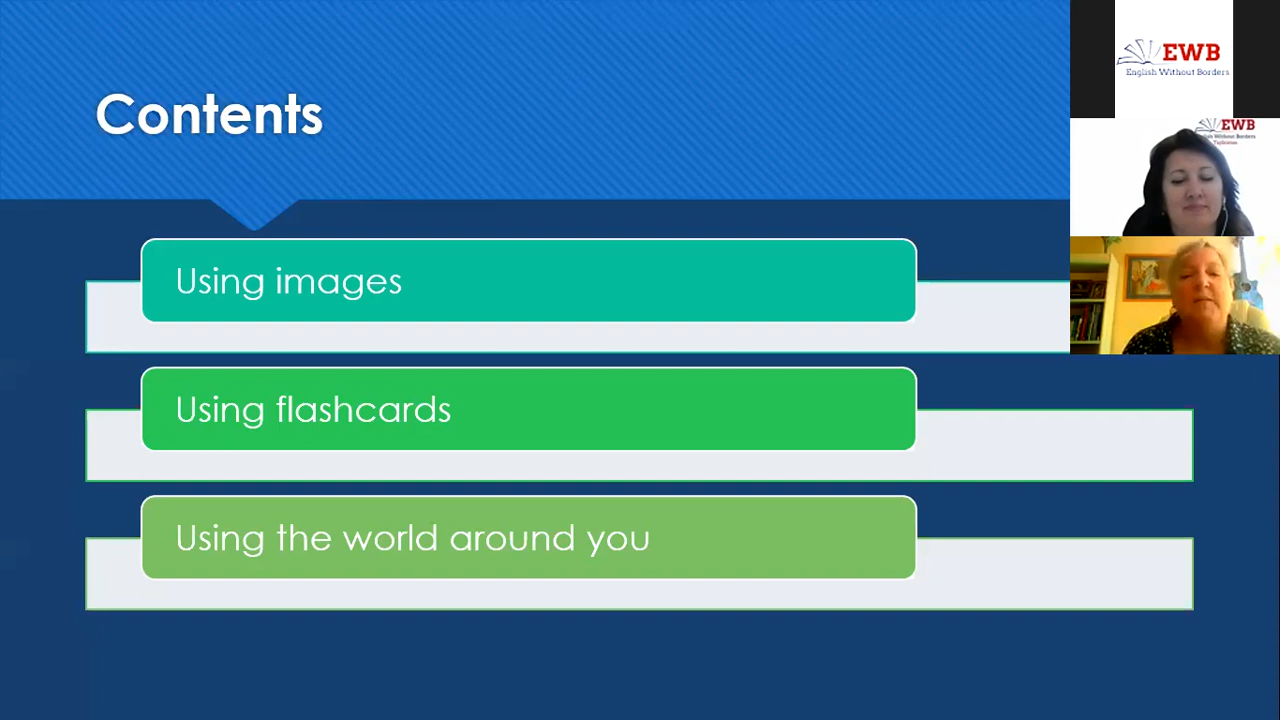 Contents
Using images
Using flashcards
Using the world around you
EWB
English Without Borders
EWB